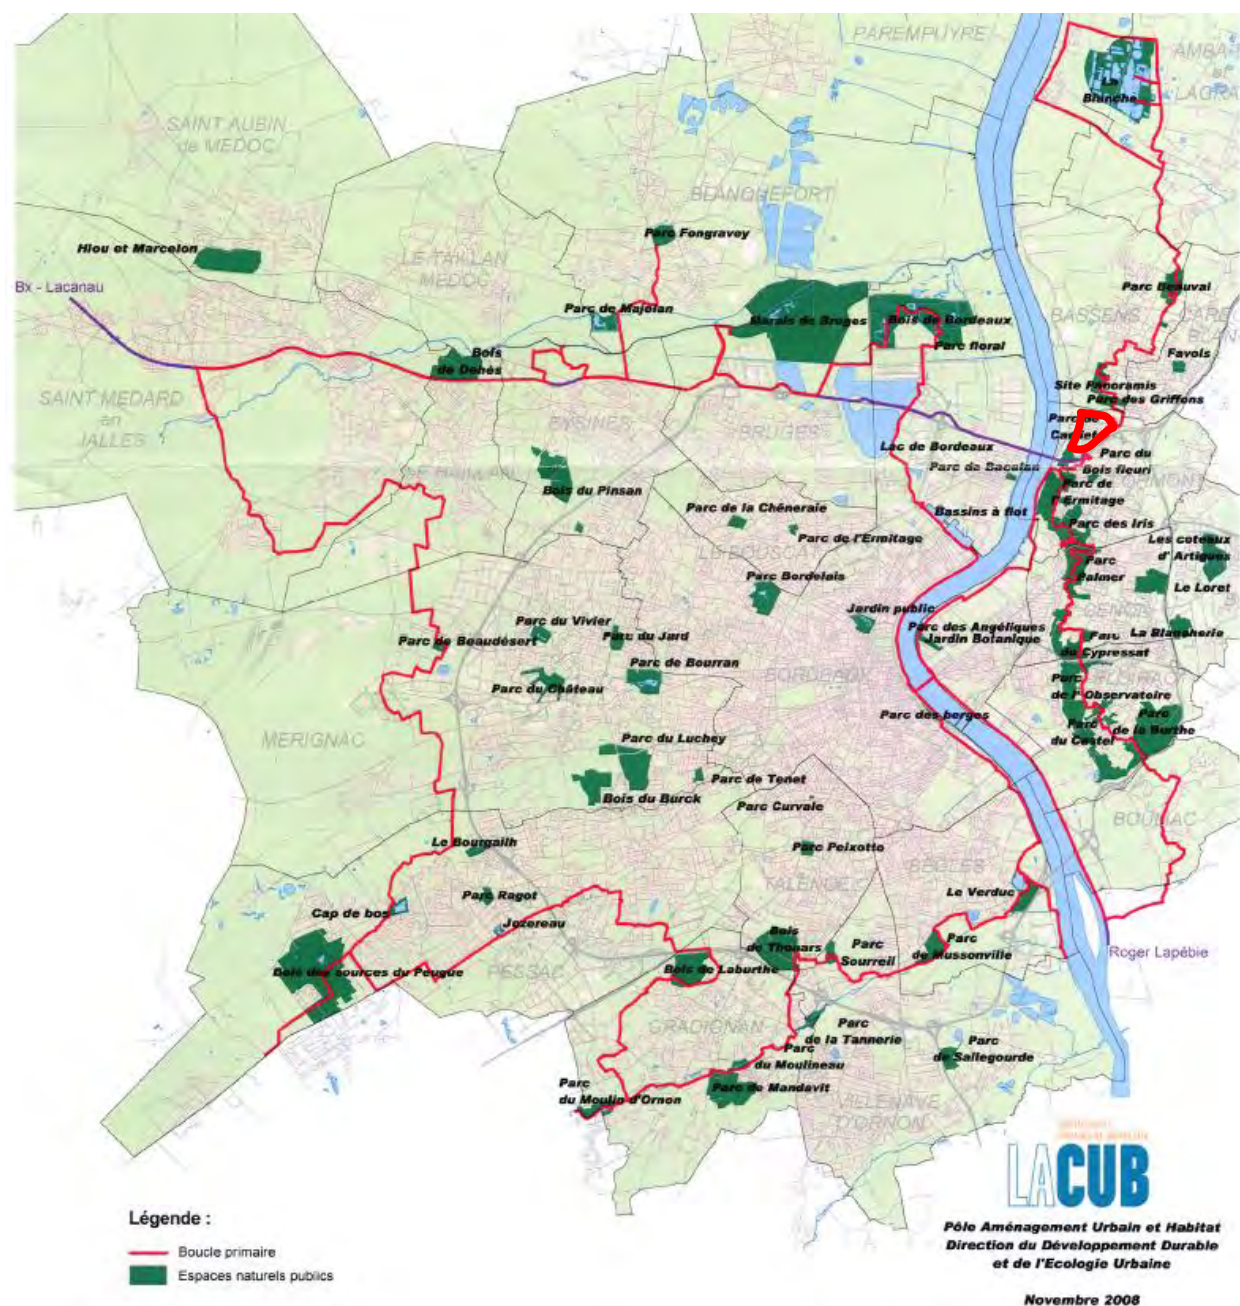 PAREMPUYRE
La
Blanche
SAINT AUBIN
de MEDOC
BLANQUEFORT
Hiou et Marcelon
Parc Fongravey
LE TAILLAN
MEDOC
Bx - Lacanau
Parc Beauval
Parc de Majolan
Marais de Bruges
Bois de Bordeaux
BASSENS
Parc floral
Favols
Bois
de Dehès
Site Panoramis
Parc des Griffons
SAINT MEDARD
en
JALLES
EYSINES
BRUGES
Parc de
Lac de Bordeaux
Parc du
Bois fleuri
Parc de Bacalan
Parc de
l'Ermitage
Bois du Pinsan
Parc de la Chêneraie
Bassins à flot
Parc des Iris
Parc de l'Ermitage
LE BOUSCAT
Les coteaux
d'Artigues
Parc
Palmer
Parc Bordelais
Le Loret
CENON
Jardin public
Parc du Vivier
Parc du Jard
Parc des Angéliques
Jardin Botanique
La Blancherie
Parc de Beaudésert
Parc
du Cypressat
Parc de Bourran
BORDEAUX
FLOIRAC
Parc du Château
Parc
de l'Observatoire
Parc des berges
MERIGNAC
Parc
du Castel
Parc
de la Burthe
Parc du Luchey
Parc de Tenet
Bois du Burck
Parc Curvale
BOULIAC
Le Bourgailh
Parc Peixotto
BEGLES
TALENCE
Parc Ragot
Le Verduc
Cap de bos
Jozereau
Bois
de Thouars
Parc
Sourreil
Parc
de Mussonville
Roger Lapébie
Bois des sources du Peugue
PESSAC
Bois de Laburthe
GRADIGNAN
Parc
de la Tannerie
Parc
du Moulineau
Parc
de Sallegourde
Parc
du Moulin d'Ornon
Parc de Mandavit
VILLENAVE
D'ORNON
LACUB
Légende :
Boucle primaire
Espaces naturels publics
Pôle Aménagement Urbain et Habitat
Direction du Développement Durable
et de l'Ecologie Urbaine
Novembre 2008